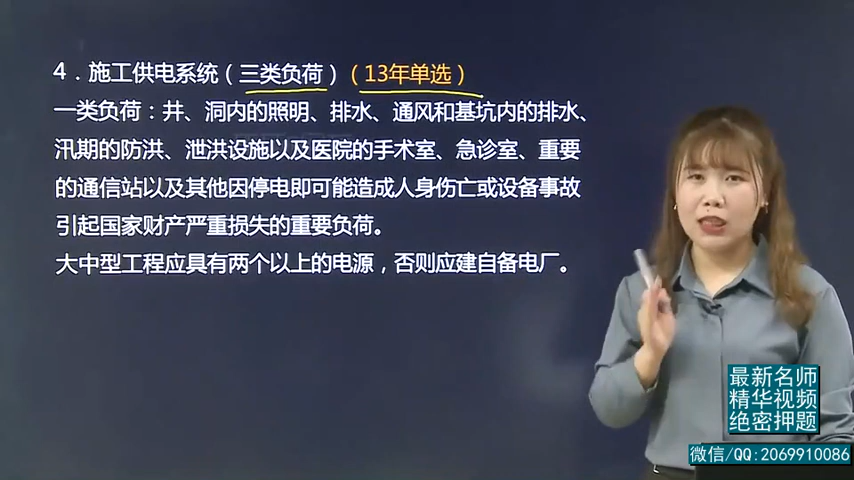 4．施工供电系统（三类负荷）（13年单选）
一类负荷：井、洞内的照明、排水、通风和基坑内的排水、
汛期的防洪、泄洪设施以及医院的手术室、急诊室、重要
的通信站以及其他因停电即可能造成人身伤亡或设备事故
引起国家财产严重损失的重要负荷。
大中型工程应具有两个以上的电源，否则应建自备电厂。
最新名师
精华视频
绝密押题
微信/QQ:2069910086